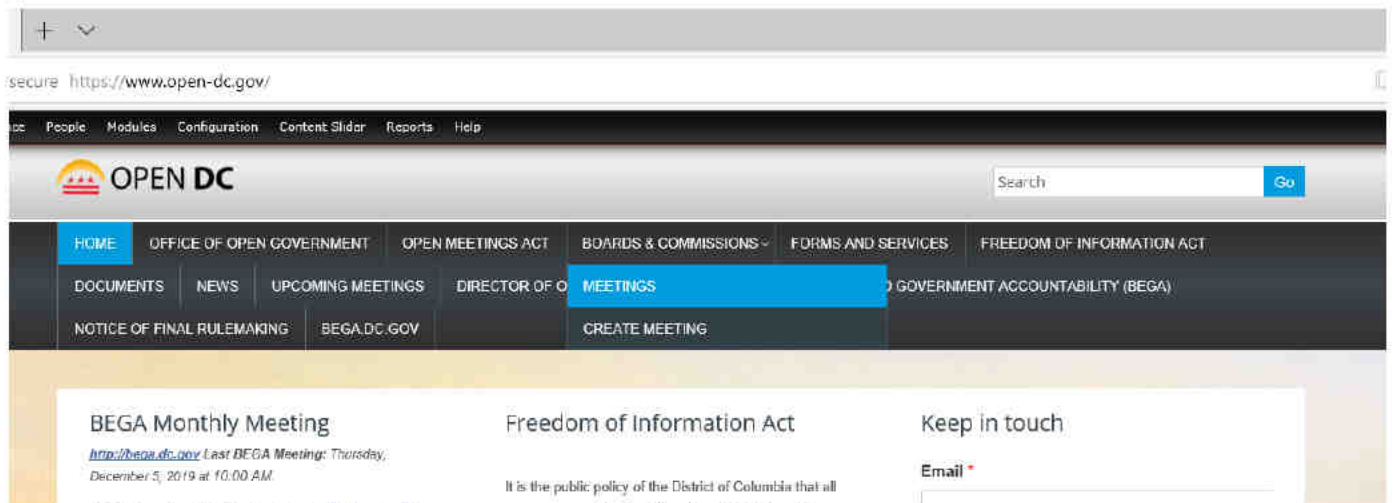 secure https://www.open-dc.gov/
People Modules Configuration Content Slider Reports Help
OPEN DC
Search Go
HOME OFFICE OF OPEN GOVERNMENT OPEN MEETINGS ACT BOARDS & COMMISSIONS FORMS AND SERVICES FREEDOM OF INFORMATION ACT
DOCUMENTS NEWS UPCOMING MEETINGS DIRECTOR OF O MEETINGS GOVERNMENT ACCOUNTABILITY (BEGA)
NOTICE OF FINAL RULEMAKING BEGA.DC.GOV CREATE MEETING
BEGA Monthly Meeting
http://bega.dc.gov Last BEGA Meeting: Thursday,
December 5, 2019 at 10:00 AM.
Freedom of Information Act
It is the public policy of the District of Columbia that all
Keep in touch
Email *